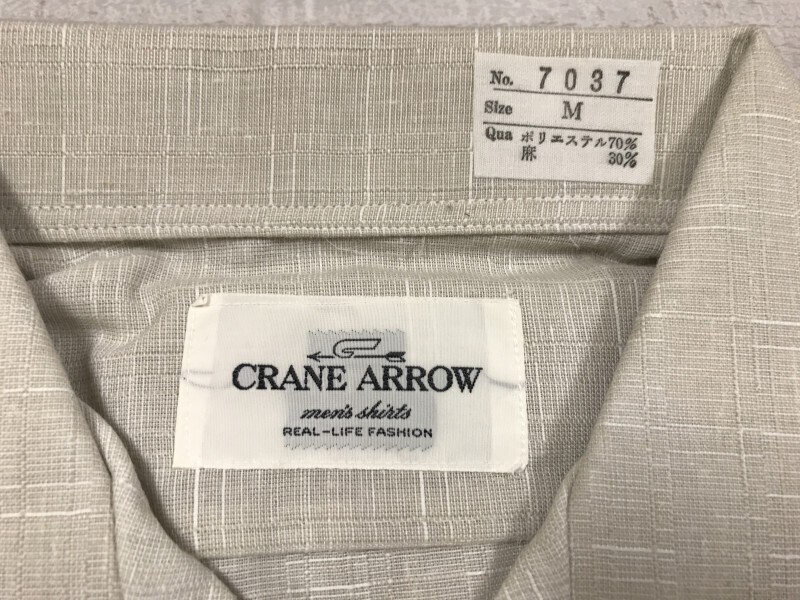 No. 7037
Size M
Qua ポリエステル70%
麻 30%
CRANE ARROW
men's shirts
REAL-LIFE FASHION